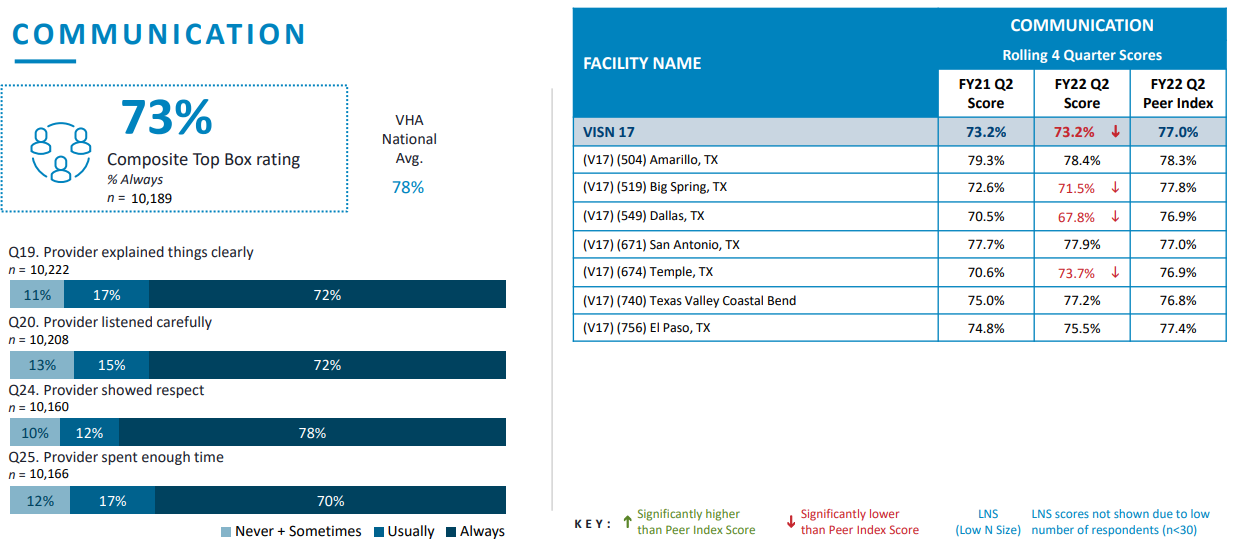 COMMUNICATION
73%
Composite Top Box rating
% Always
n = 10,189
VHA
National
Avg.
78%
Q19. Provider explained things clearly
n = 10,222
11% 17% 72%
Q20. Provider listened carefully
n = 10,208
13% 15% 72%
Q24. Provider showed respect
n = 10,160
10% 12% 78%
Q25. Provider spent enough time
n = 10,166
12% 17% 70%
Never + Sometimes Usually Always
FACILITY NAME
COMMUNICATION
Rolling 4 Quarter Scores
FY21 Q2 Score FY22 Q2 Score FY22 Q2 Peer Index
VISN 17 73.2% 73.2% ↓ 77.0%
(V17) (504) Amarillo, TX 79.3% 78.4% 78.3%
(V17) (519) Big Spring, TX 72.6% 71.5% ↓ 77.8%
(V17) (549) Dallas, TX 70.5% 67.8% ↓ 76.9%
(V17) (671) San Antonio, TX 77.7% 77.9% 77.0%
(V17) (674) Temple, TX 70.6% 73.7% ↓ 76.9%
(V17) (740) Texas Valley Coastal Bend 75.0% 77.2% 76.8%
(V17) (756) El Paso, TX 74.8% 75.5% 77.4%
KEY:
↑ Significantly higher
than Peer Index Score
↓ Significantly lower
than Peer Index Score
LNS
(Low N Size)
LNS scores not shown due to low
number of respondents (n<30)